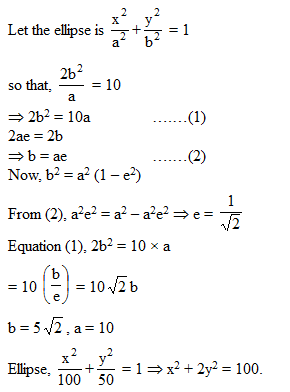 Let the ellipse is x²/a² + y²/b² = 1
so that, 2b²/a = 10
⇒ 2b² = 10a .......(1)
2ae = 2b
⇒ b = ae .......(2)
Now, b² = a² (1 – e²)
From (2), a²e² = a² – a²e² ⇒ e = 1/√2
Equation (1), 2b² = 10 × a
= 10 (b/e) = 10√2 b
b = 5√2 , a = 10
Ellipse, x²/100 + y²/50 = 1 ⇒ x² + 2y² = 100.